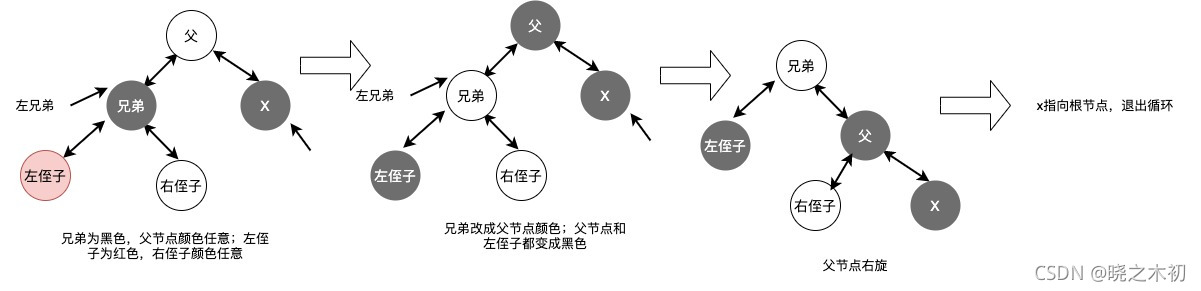 父
左兄弟
兄弟
X
左侄子
右侄子
兄弟为黑色，父节点颜色任意；左侄
子为红色，右侄子颜色任意
父
左兄弟
兄弟
X
左侄子
右侄子
兄弟改成父节点颜色；父节点和
左侄子都变成黑色
兄弟
左侄子
父
右侄子
X
父节点右旋
x指向根节点，退出循环
CSDN @晓之木初